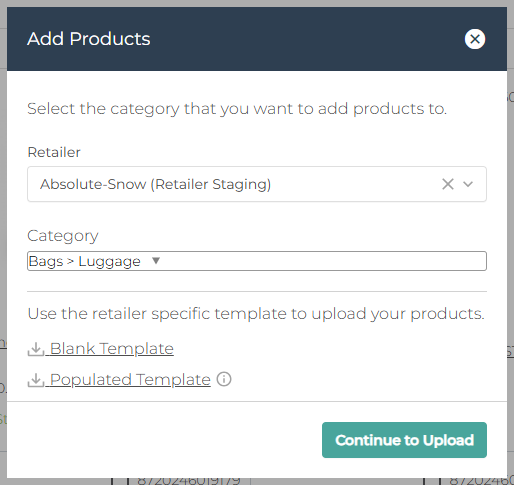 Add Products
Select the category that you want to add products to.
Retailer
Absolute-Snow (Retailer Staging)
Category
Bags > Luggage
Use the retailer specific template to upload your products.
Blank Template
Populated Template
Continue to Upload
8720246019179